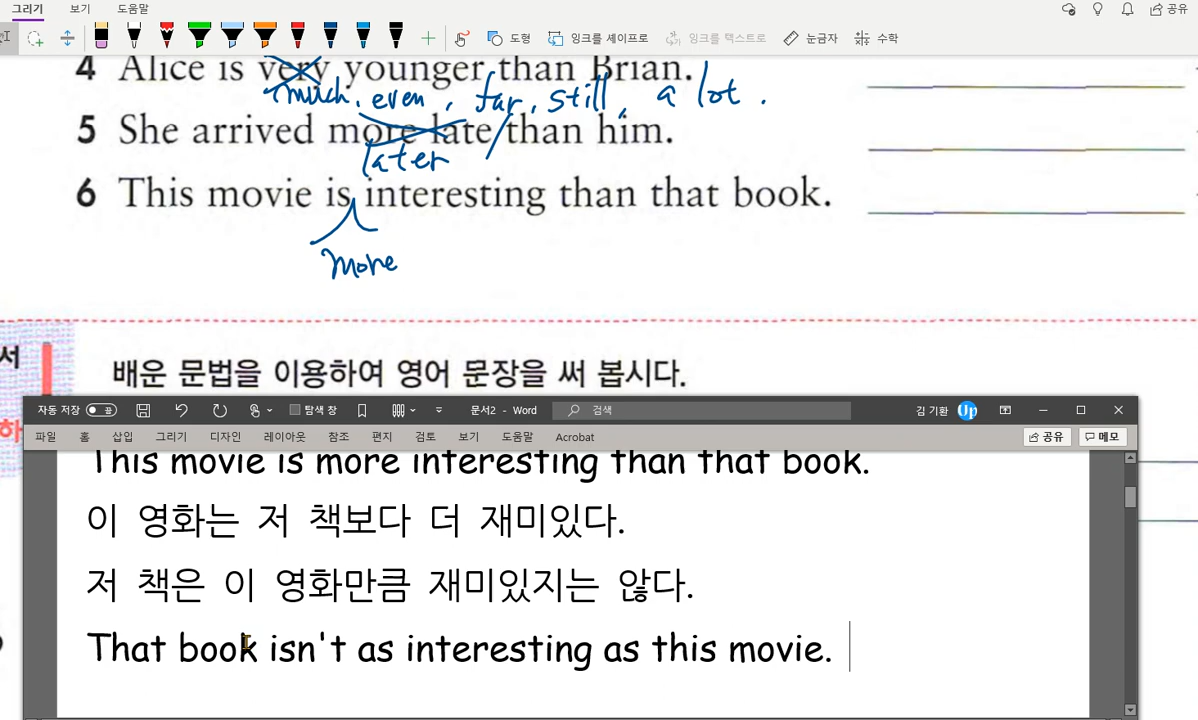 그리기 보기 도움말 공유
도형 잉크를 셰이프로 잉크를 텍스트로 눈금자 수학
4 Alice is very younger than Brian.
much, even, far, still, a lot.
5 She arrived more late than him.
later
6 This movie is interesting than that book.
more
서
배운 문법을 이용하여 영어 문장을 써 봅시다.
하
자동 저장 끔 탐색 창 문서2 - Word 검색 김 기환 Up
파일 홈 삽입 그리기 디자인 레이아웃 참조 편지 검토 보기 도움말 Acrobat 공유 메모
This movie is more interesting than that book.
이 영화는 저 책보다 더 재미있다.
저 책은 이 영화만큼 재미있지는 않다.
That book isn't as interesting as this movie.